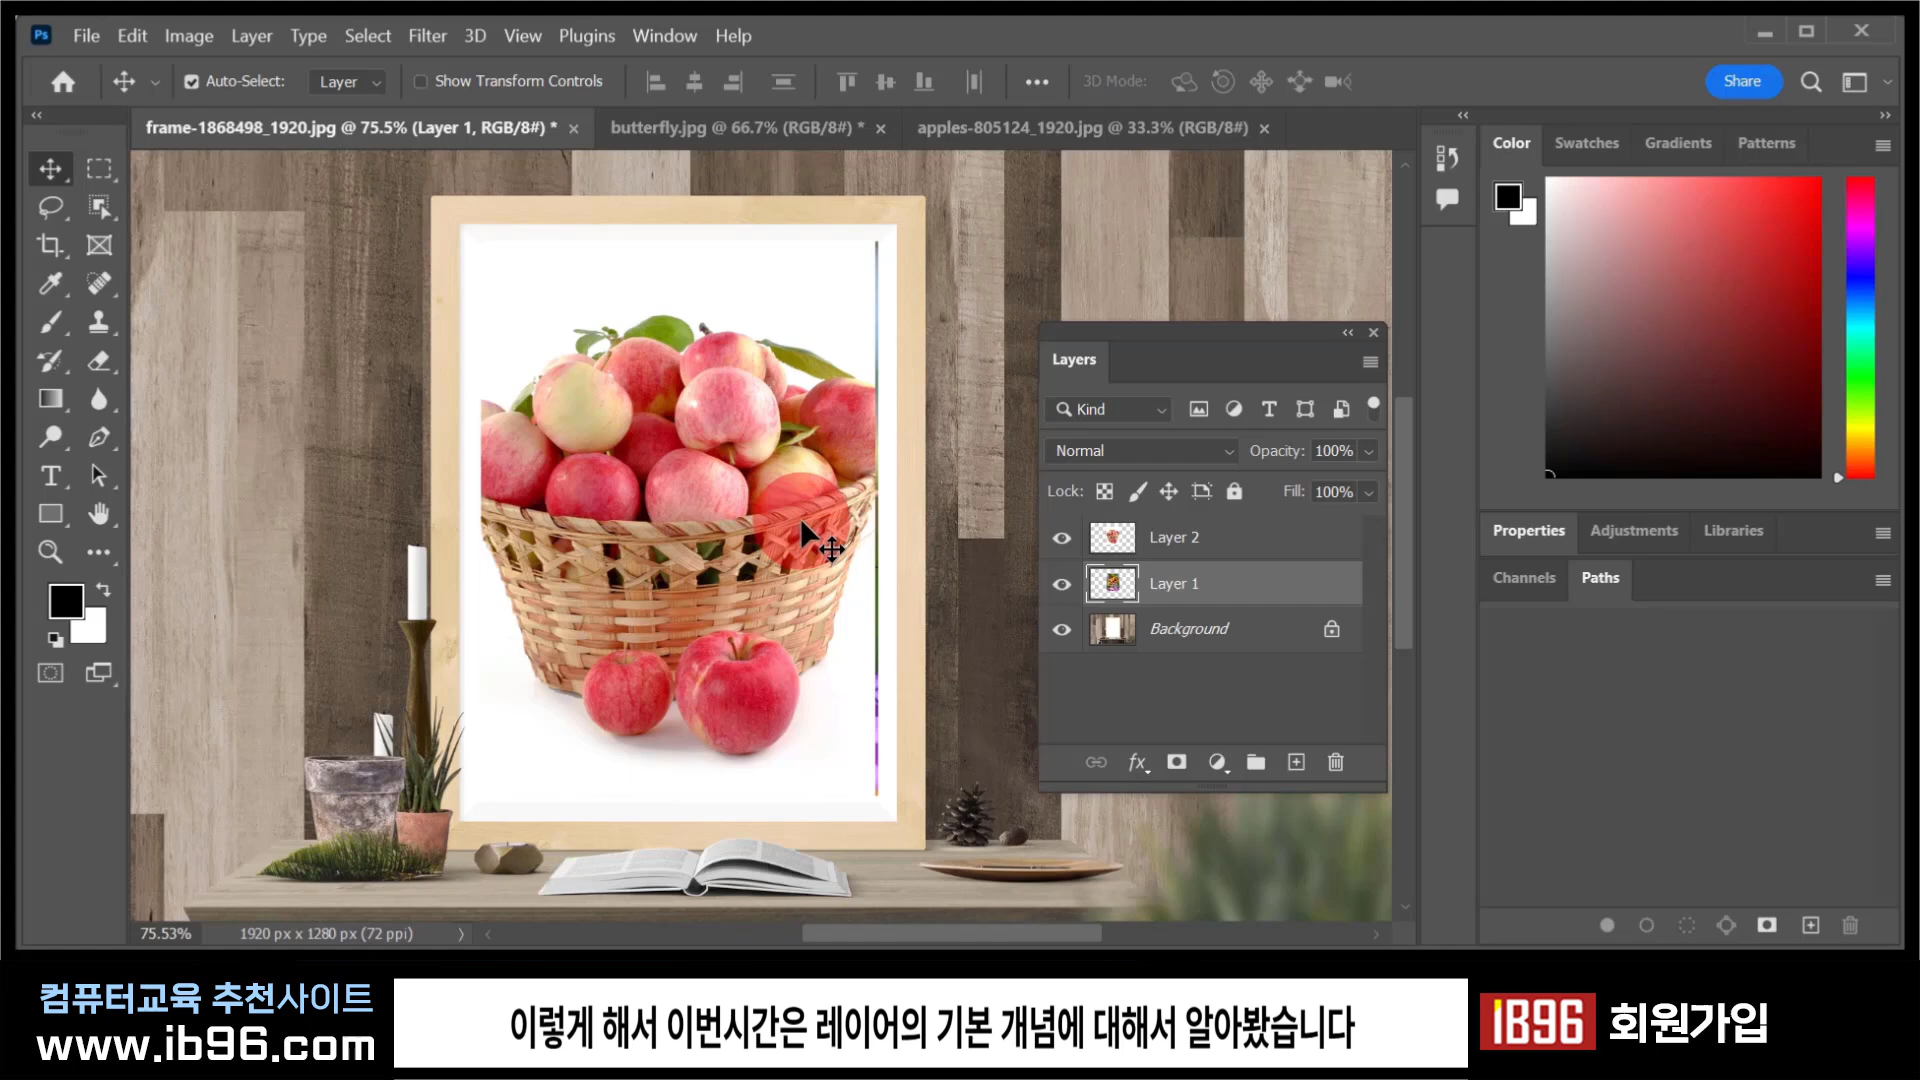 Ps File Edit Image Layer Type Select Filter 3D View Plugins Window Help
Auto-Select: Layer Show Transform Controls 3D Mode: Share
frame-1868498_1920.jpg @ 75.5% (Layer 1, RGB/8#) * butterfly.jpg @ 66.7% (RGB/8#) * apples-805124_1920.jpg @ 33.3% (RGB/8#)
Color Swatches Gradients Patterns
Layers
Kind
Normal Opacity: 100%
Lock: Fill: 100%
Layer 2
Layer 1
Background
Properties Adjustments Libraries
Channels Paths
75.53% 1920 px x 1280 px (72 ppi)
컴퓨터교육 추천사이트
www.ib96.com
이렇게 해서 이번시간은 레이어의 기본 개념에 대해서 알아봤습니다
IB96 회원가입